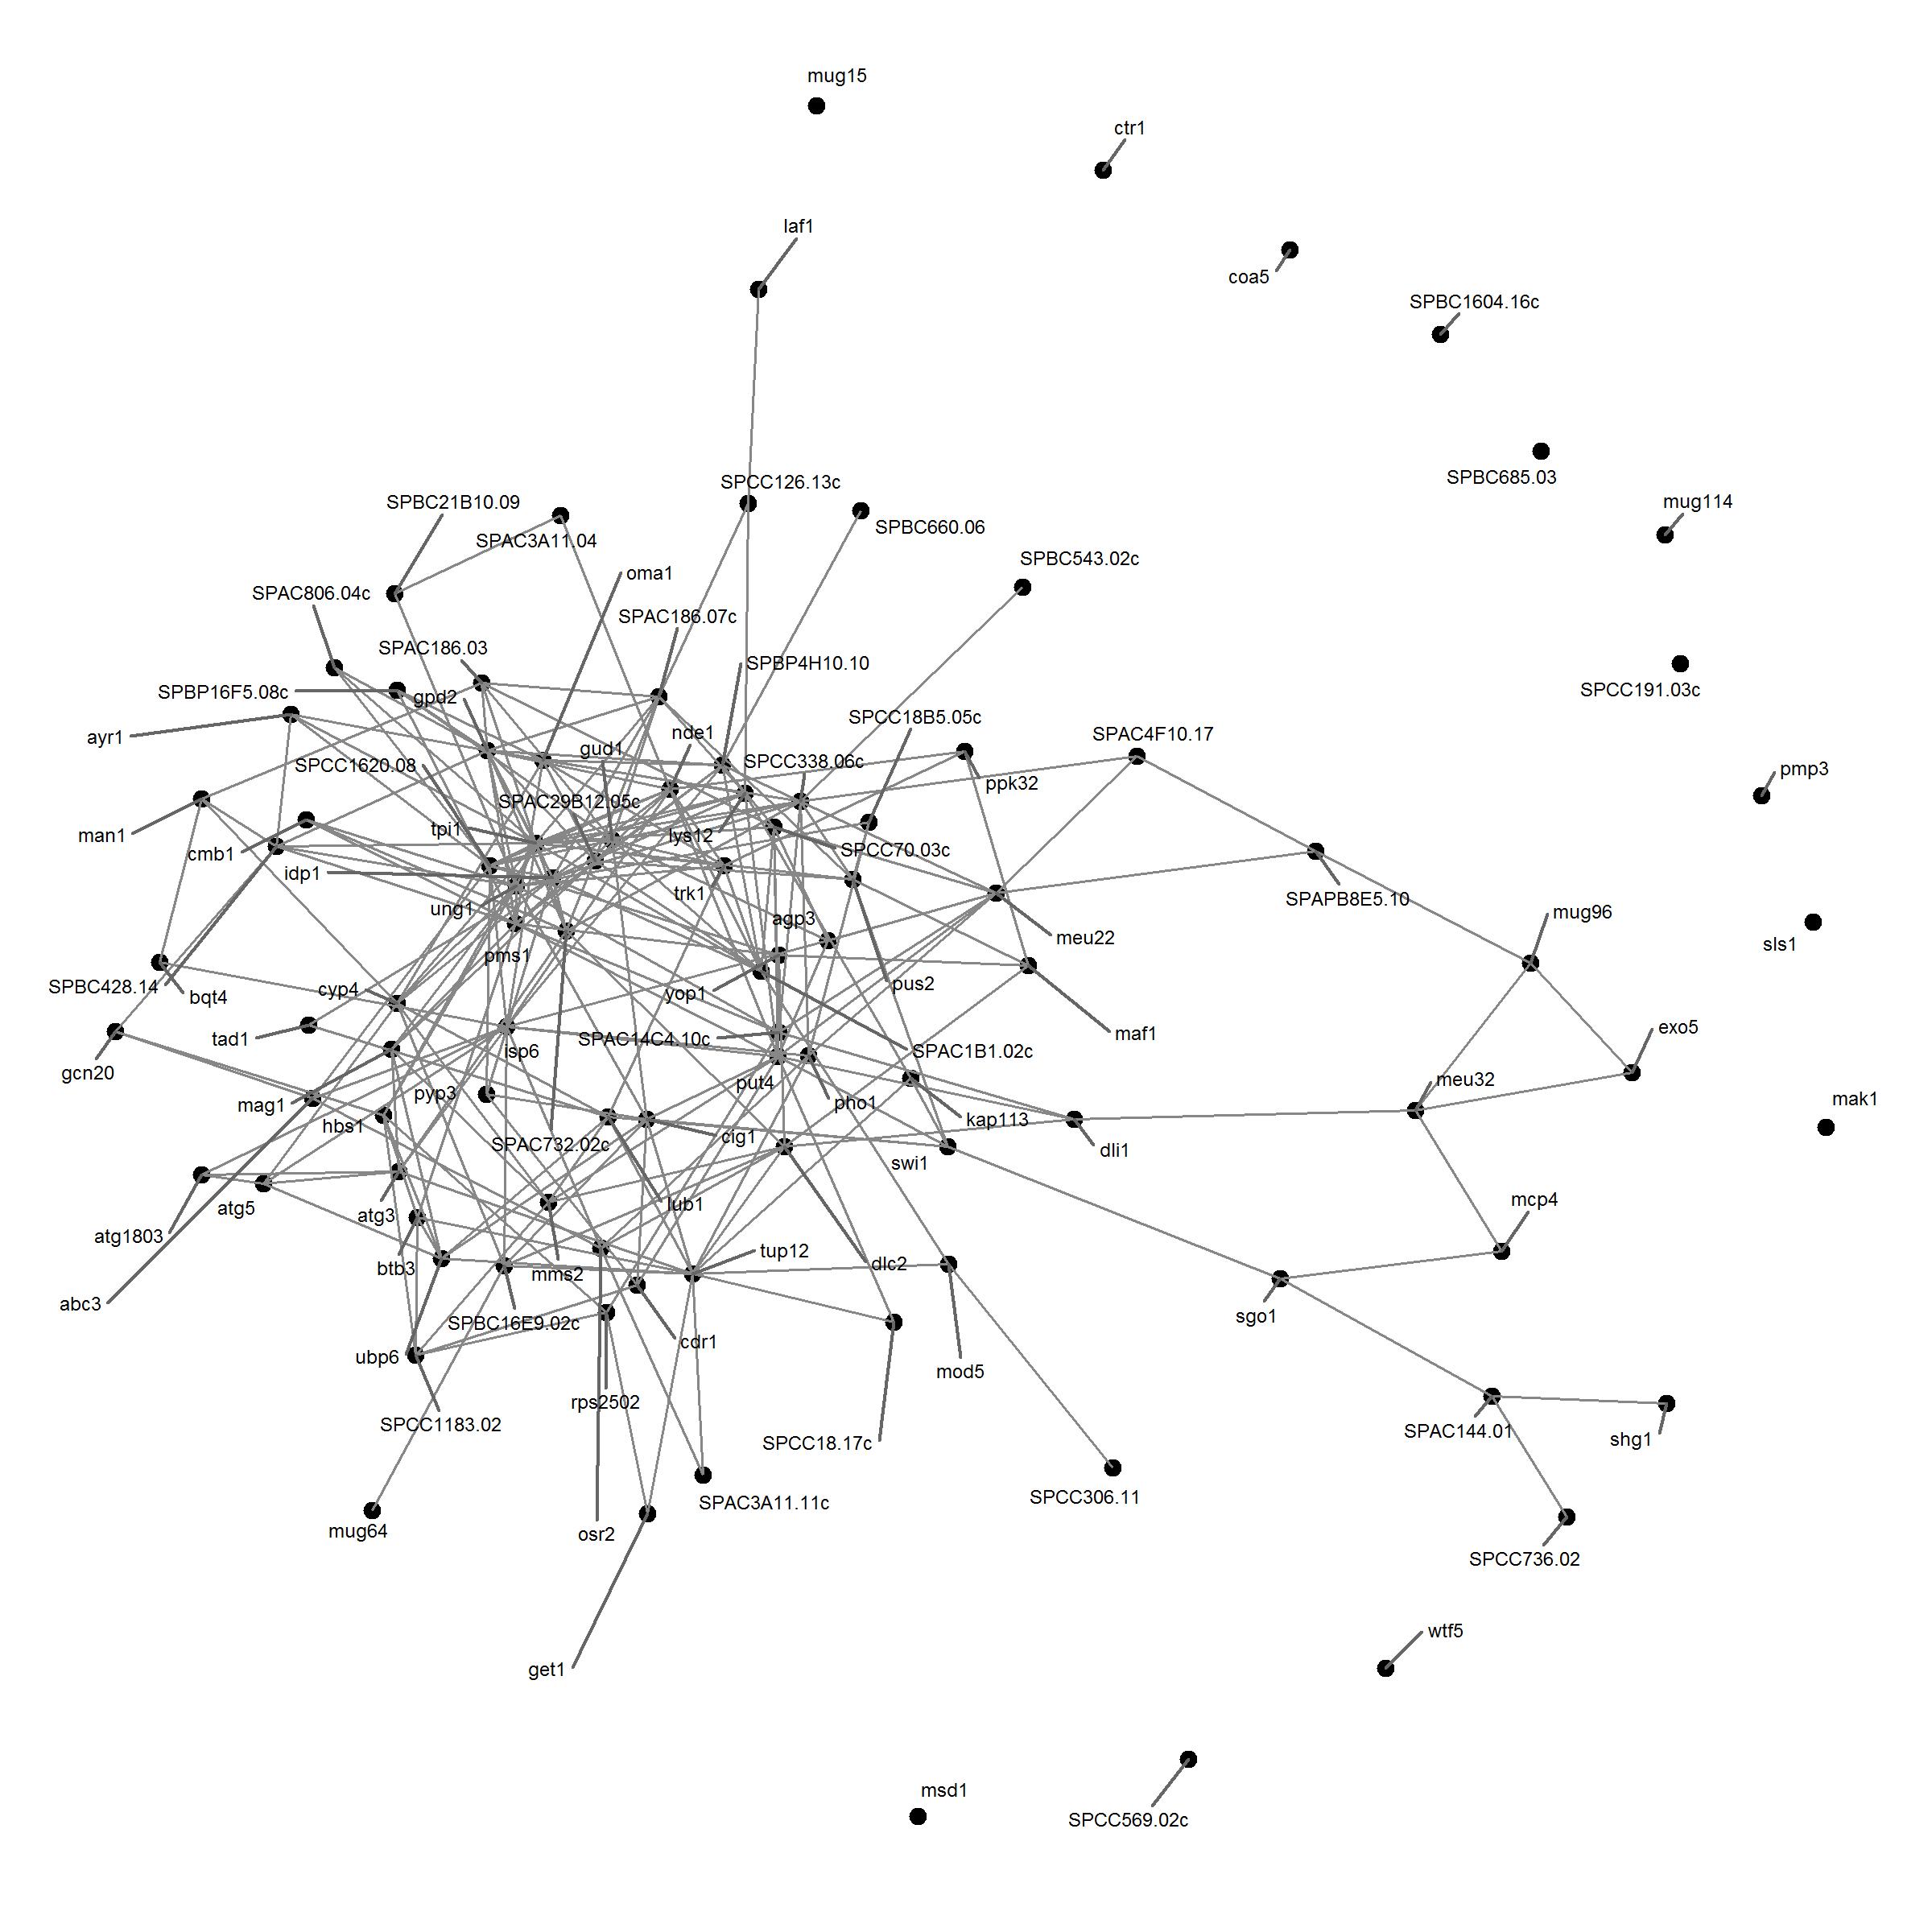 mug15
ctr1
laf1
coa5
SPBC1604.16c
SPBC685.03
SPCC126.13c
mug114
SPBC21B10.09
SPBC660.06
SPAC3A11.04
SPBC543.02c
oma1
SPAC806.04c
SPAC186.07c
SPAC186.03
SPBP4H10.10
SPCC191.03c
SPBP16F5.08c
gpd2
SPCC18B5.05c
nde1
SPAC4F10.17
ayr1
gud1
SPCC1620.08
SPCC338.06c
pmp3
ppk32
SPAC29B12.05c
man1
tpi1
lys12
cmb1
SPCC70.03c
idp1
trk1
SPAPB8E5.10
ung1
agp3
mug96
meu22
sls1
pms1
SPBC428.14
bqt4
cyp4
yop1
pus2
exo5
tad1
SPAC14C4.10c
maf1
isp6
SPAC1B1.02c
gcn20
put4
meu32
mag1
pyp3
pho1
mak1
hbs1
kap113
cig1
SPAC732.02c
dli1
swi1
mcp4
atg5
lub1
atg3
atg1803
tup12
dlc2
btb3
mms2
abc3
sgo1
SPBC16E9.02c
cdr1
ubp6
mod5
rps2502
SPCC1183.02
SPAC144.01
shg1
SPCC18.17c
SPCC306.11
SPAC3A11.11c
mug64
osr2
SPCC736.02
wtf5
get1
msd1
SPCC569.02c